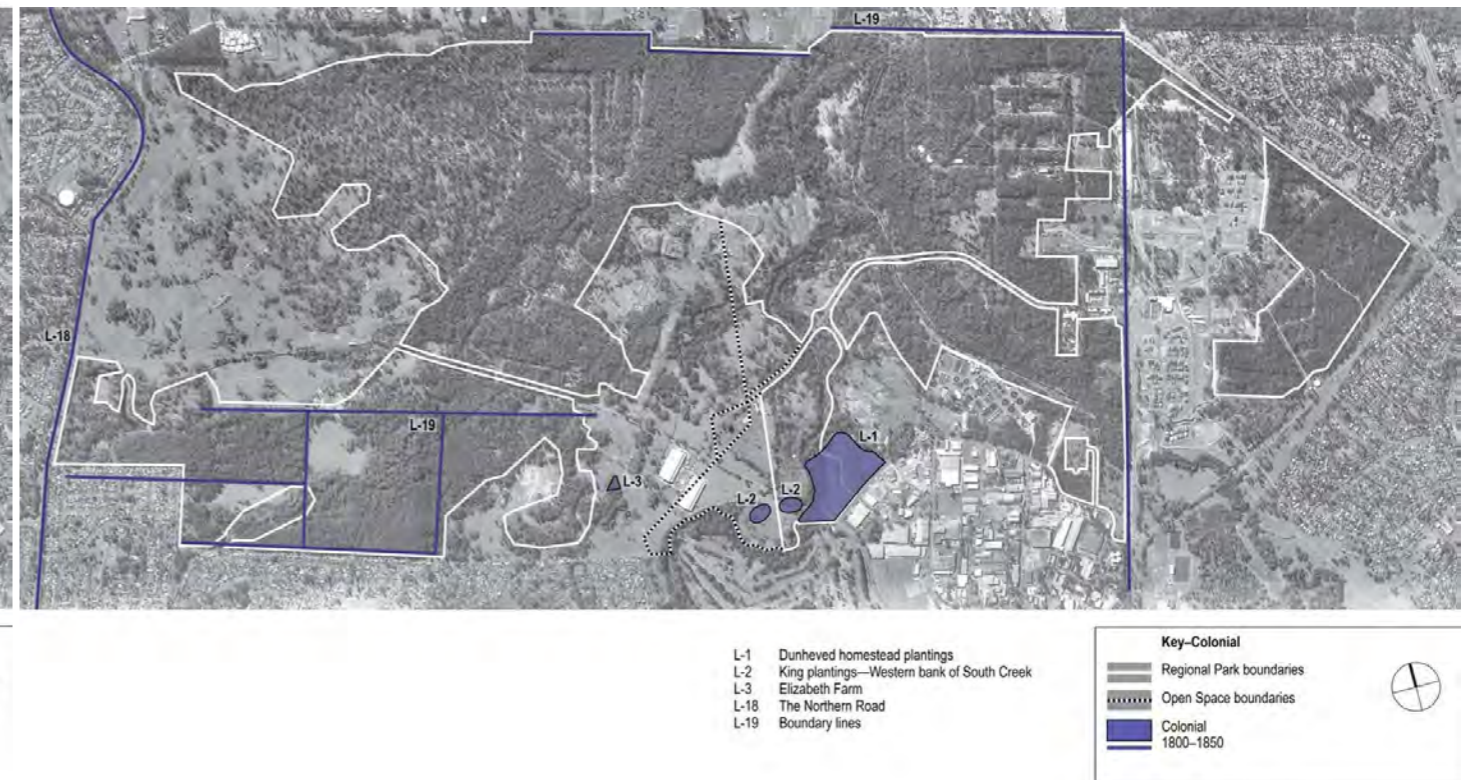 L-19
L-18
L-19
L-1
L-3
L-2
L-2
L-1 Dunheved homestead plantings
L-2 King plantings—Western bank of South Creek
L-3 Elizabeth Farm
L-18 The Northern Road
L-19 Boundary lines
Key–Colonial
Regional Park boundaries
Open Space boundaries
Colonial
1800–1850